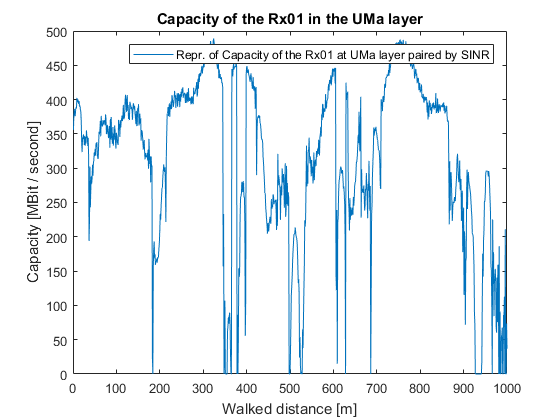 Capacity of the Rx01 in the UMa layer
Repr. of Capacity of the Rx01 at UMa layer paired by SINR
Capacity [MBit / second]
500
450
400
350
300
250
200
150
100
50
0
0 100 200 300 400 500 600 700 800 900 1000
Walked distance [m]